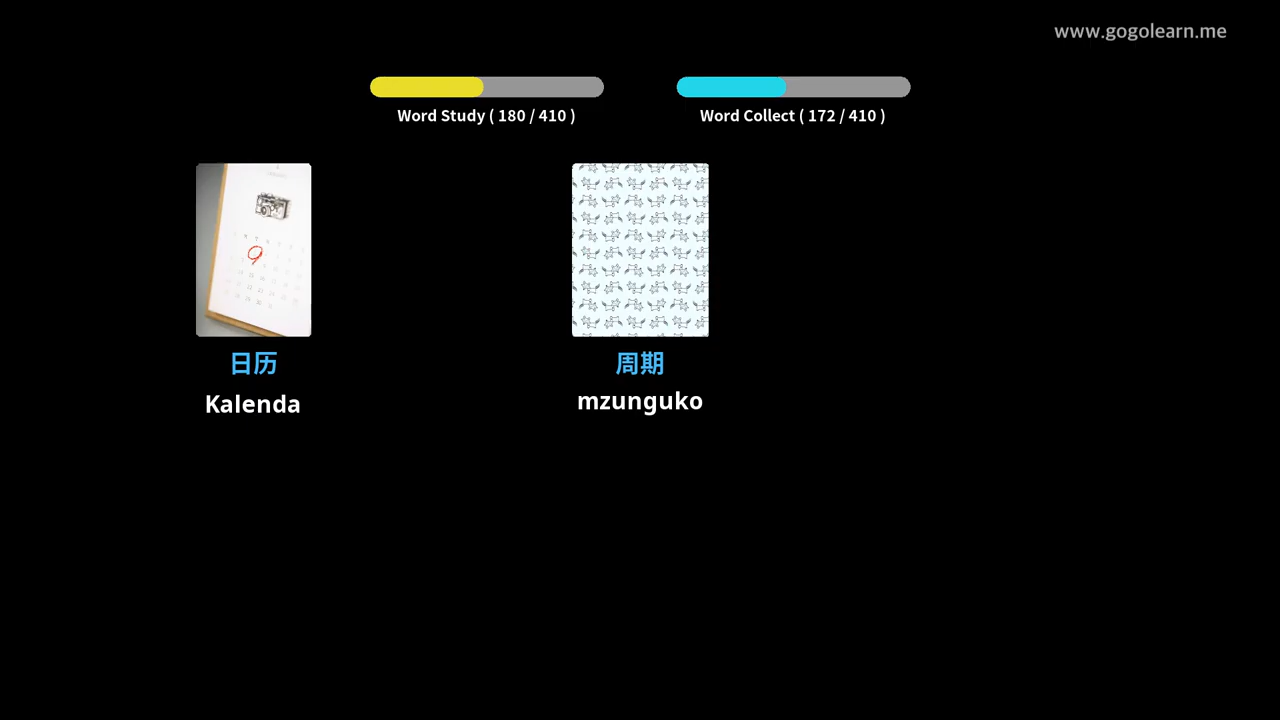 www.gogolearn.me
Word Study ( 180 / 410 )
Word Collect ( 172 / 410 )
日历
周期
Kalenda
mzunguko